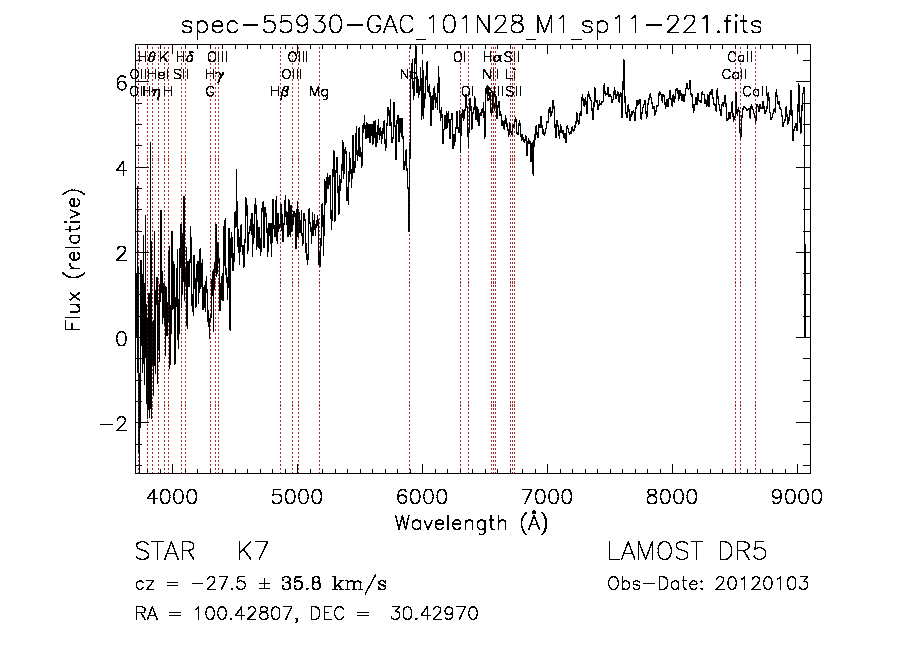 spec-55930-GAC_101N28_M1_sp11-221.fits
Hθ K Hδ OIII OIII OI Hα SII CaII
OII HeI SII Hγ OIII Na NII Li CaII
OII Hη H G Hβ Mg OI NII SII CaII
6
4
2
0
−2
Flux (relative)
4000 5000 6000 7000 8000 9000
Wavelength (Å)
STAR K7
LAMOST DR5
cz = −27.5 ± 35.8 km/s
Obs−Date: 20120103
RA = 100.42807, DEC = 30.42970